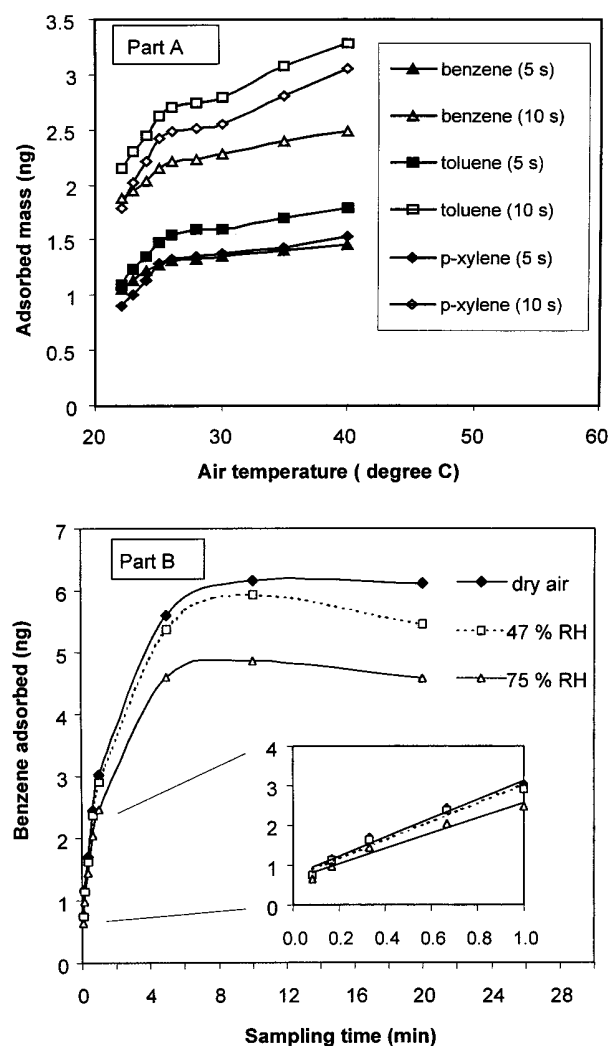 Part A
3.5
3
2.5
2
1.5
1
0.5
0
Adsorbed mass (ng)
20
30
40
50
60
Air temperature ( degree C)
benzene (5 s)
benzene (10 s)
toluene (5 s)
toluene (10 s)
p-xylene (5 s)
p-xylene (10 s)
Part B
7
6
5
4
3
2
1
0
Benzene adsorbed (ng)
dry air
47 % RH
75 % RH
4
3
2
1
0
0.0
0.2
0.4
0.6
0.8
1.0
0
4
8
12
16
20
24
28
Sampling time (min)